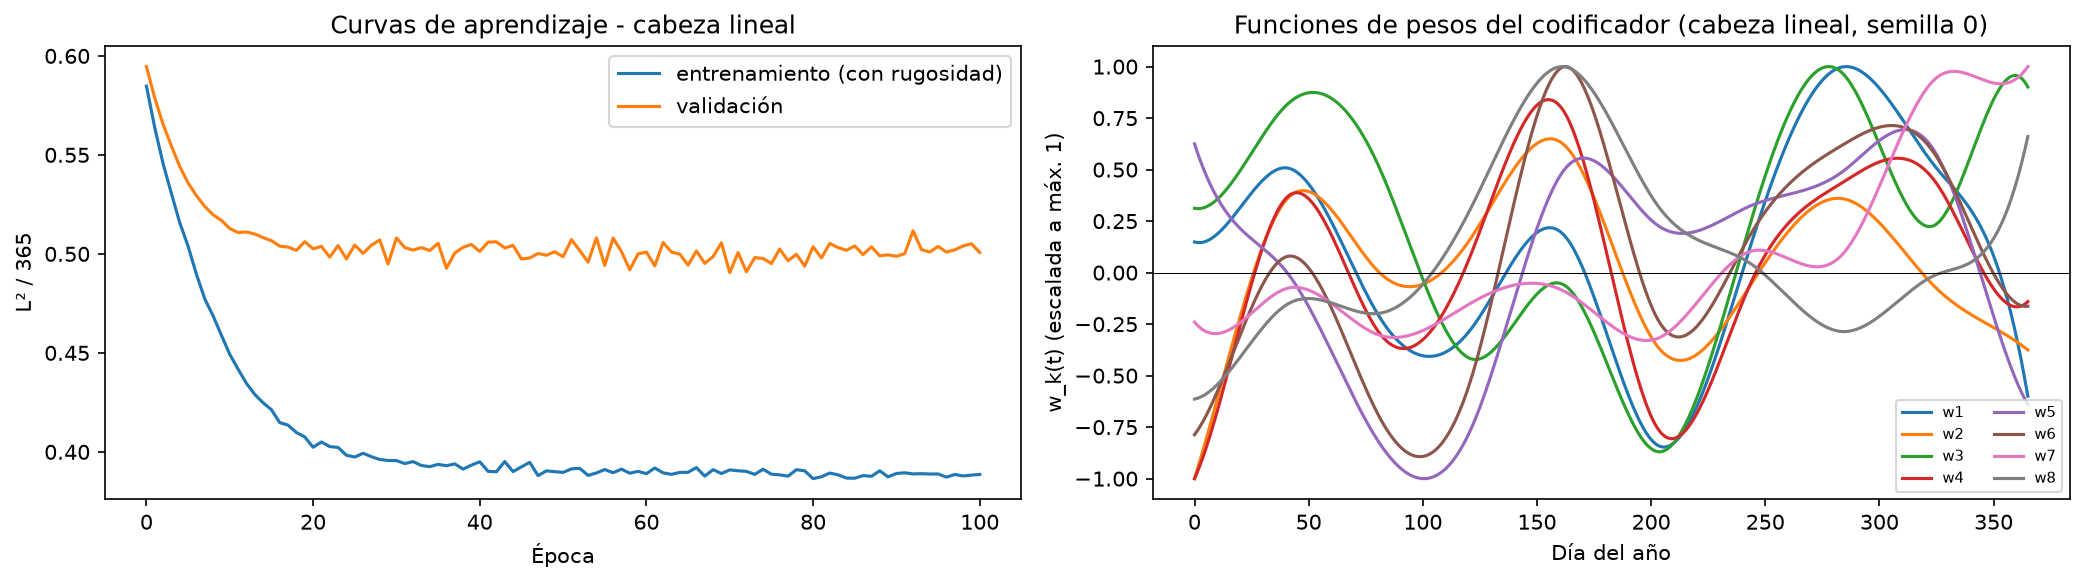 Curvas de aprendizaje - cabeza lineal
0.60
0.55
0.50
0.45
0.40
L² / 365
entrenamiento (con rugosidad)
validación
0 20 40 60 80 100
Época
Funciones de pesos del codificador (cabeza lineal, semilla 0)
1.00
0.75
0.50
0.25
0.00
−0.25
−0.50
−0.75
−1.00
w_k(t) (escalada a máx. 1)
w1 w5
w2 w6
w3 w7
w4 w8
0 50 100 150 200 250 300 350
Día del año